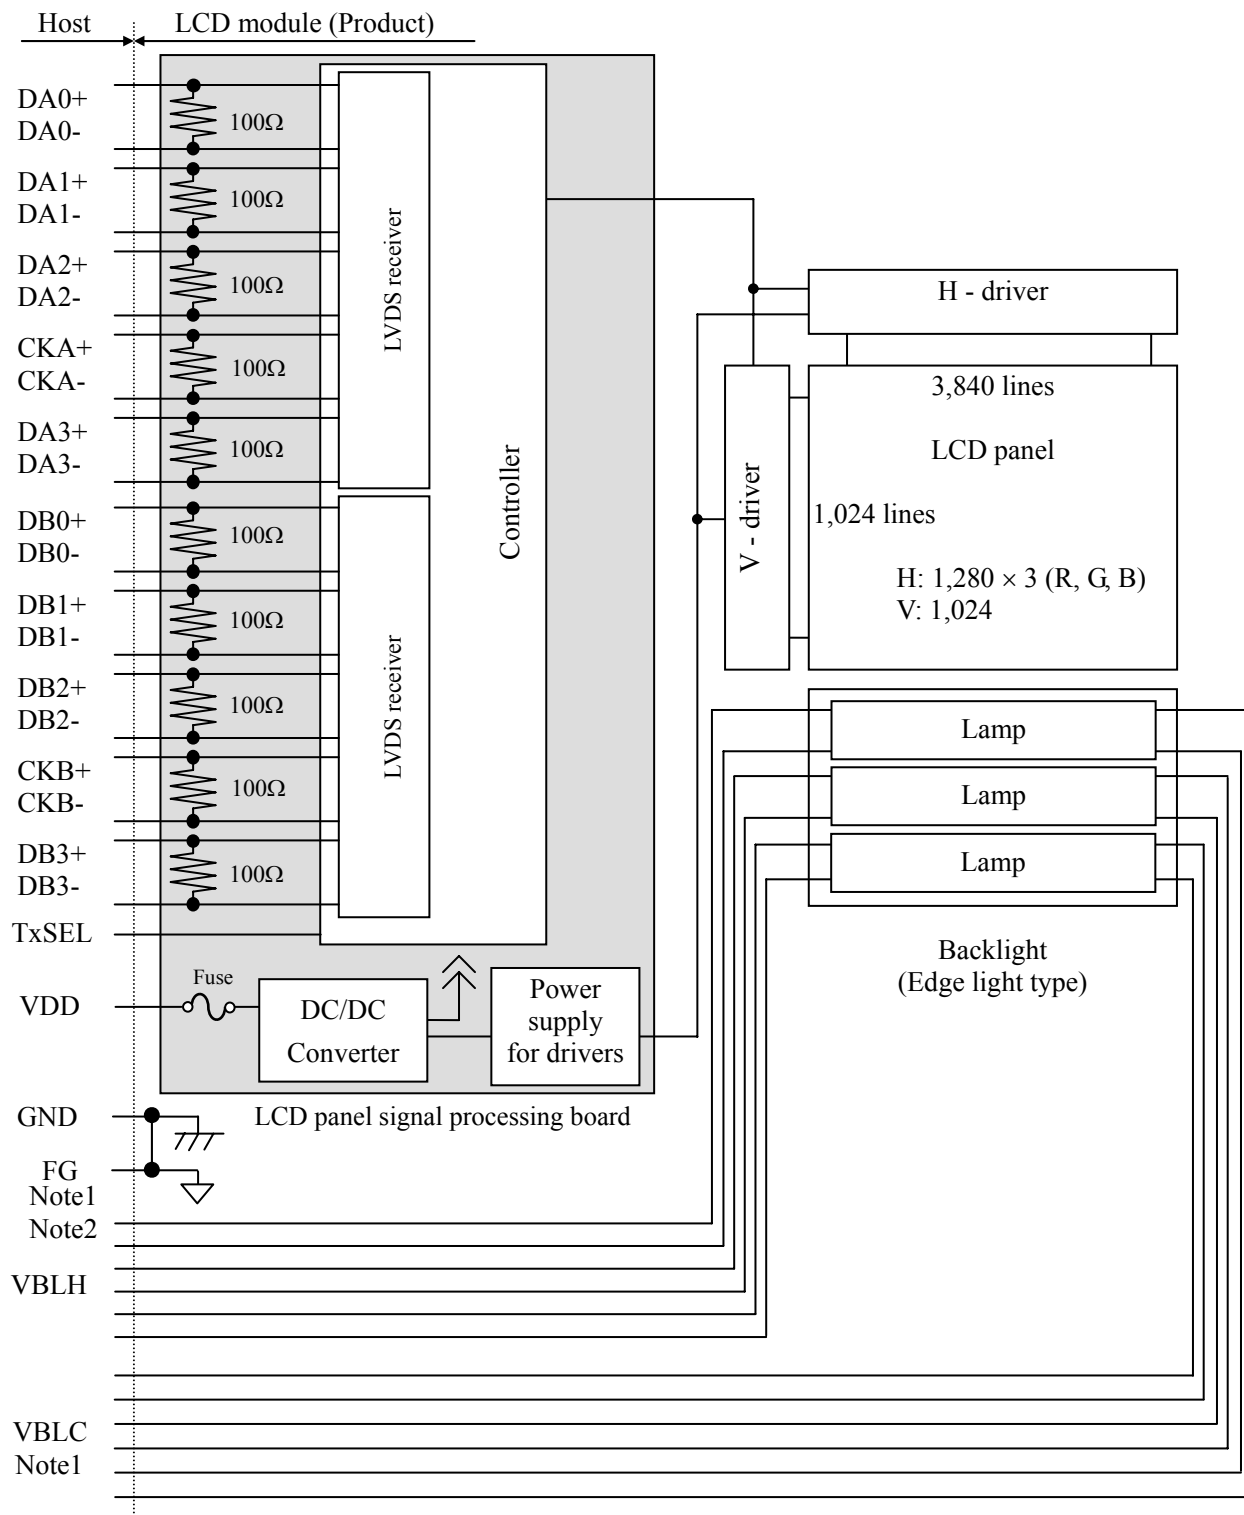 Host
LCD module (Product)
DA0+
DA0-
100Ω
DA1+
DA1-
100Ω
DA2+
DA2-
100Ω
CKA+
CKA-
100Ω
DA3+
DA3-
100Ω
LVDS receiver
DB0+
DB0-
100Ω
DB1+
DB1-
100Ω
DB2+
DB2-
100Ω
CKB+
CKB-
100Ω
DB3+
DB3-
100Ω
LVDS receiver
Controller
TxSEL
VDD
Fuse
DC/DC
Converter
Power
supply
for drivers
LCD panel signal processing board
H - driver
V - driver
3,840 lines
LCD panel
1,024 lines
H: 1,280 × 3 (R, G, B)
V: 1,024
Lamp
Lamp
Lamp
Backlight
(Edge light type)
GND
FG
Note1
Note2
VBLH
VBLC
Note1